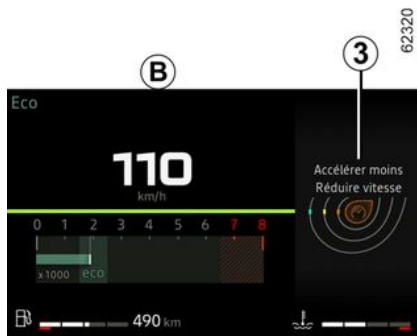 62320
B
3
Eco
110
km/h
Accélérer moins
Réduire vitesse
0 1 2 3 4 5 6 7 8
x 1000 eco
490 km